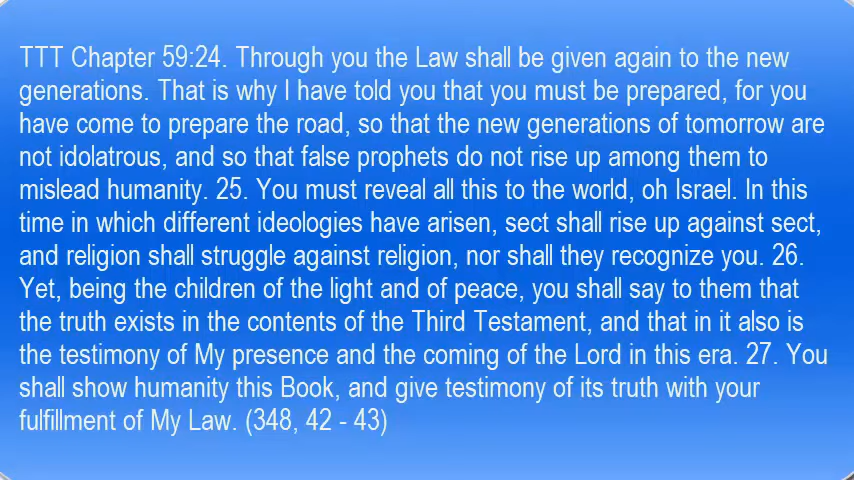 TTT Chapter 59:24. Through you the Law shall be given again to the new
generations. That is why I have told you that you must be prepared, for you
have come to prepare the road, so that the new generations of tomorrow are
not idolatrous, and so that false prophets do not rise up among them to
mislead humanity. 25. You must reveal all this to the world, oh Israel. In this
time in which different ideologies have arisen, sect shall rise up against sect,
and religion shall struggle against religion, nor shall they recognize you. 26.
Yet, being the children of the light and of peace, you shall say to them that
the truth exists in the contents of the Third Testament, and that in it also is
the testimony of My presence and the coming of the Lord in this era. 27. You
shall show humanity this Book, and give testimony of its truth with your
fulfillment of My Law. (348, 42 - 43)